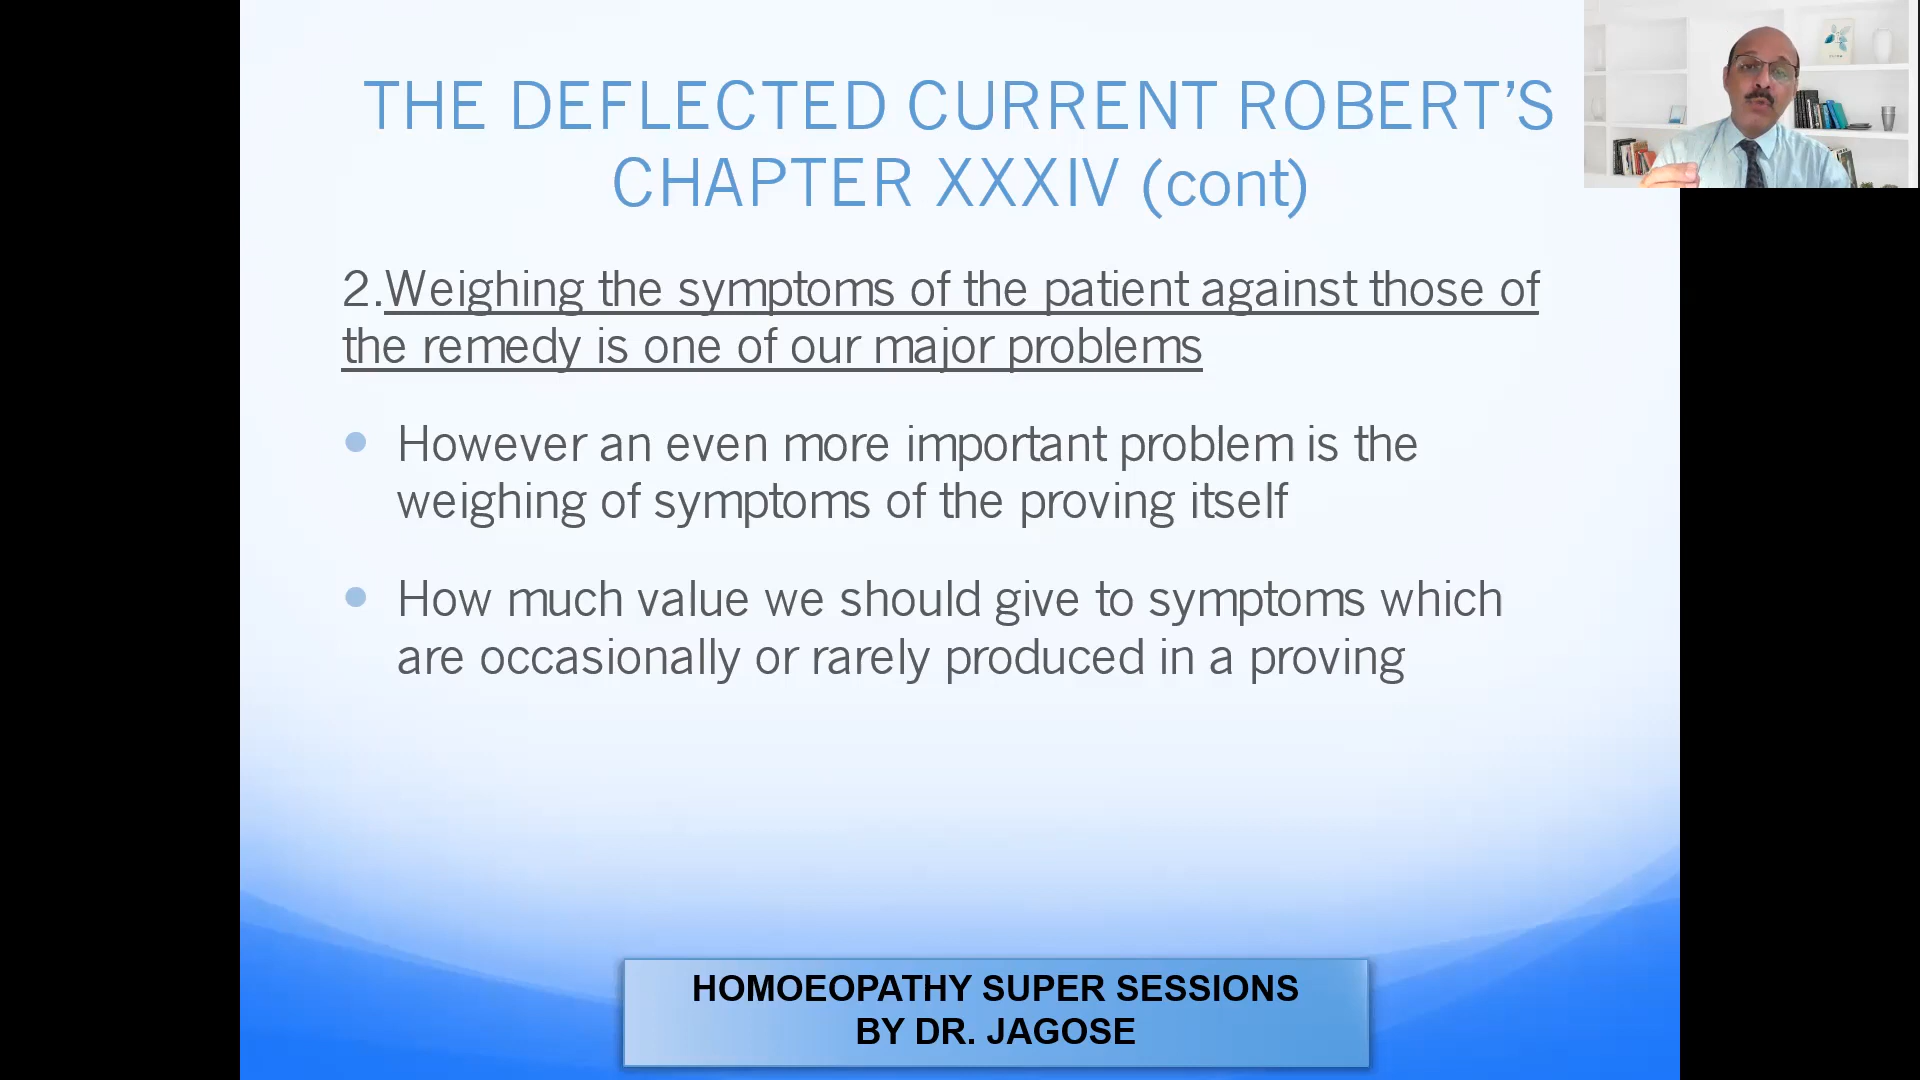 THE DEFLECTED CURRENT ROBERT’S
CHAPTER XXXIV (cont)
2.Weighing the symptoms of the patient against those of
the remedy is one of our major problems
However an even more important problem is the
weighing of symptoms of the proving itself
How much value we should give to symptoms which
are occasionally or rarely produced in a proving
HOMOEOPATHY SUPER SESSIONS
BY DR. JAGOSE